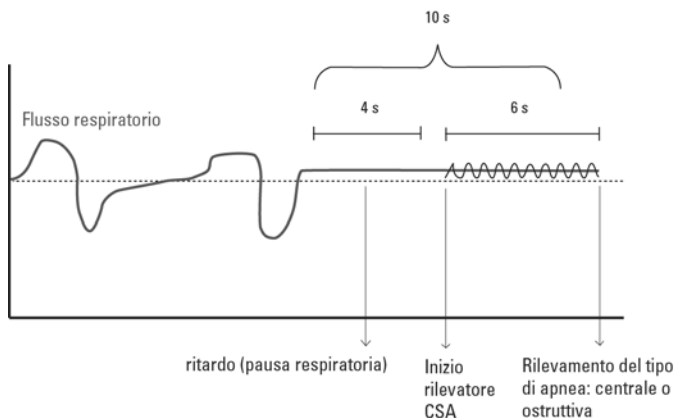 10 s
4 s
6 s
Flusso respiratorio
ritardo (pausa respiratoria)
Inizio
rilevatore
CSA
Rilevamento del tipo
di apnea: centrale o
ostruttiva